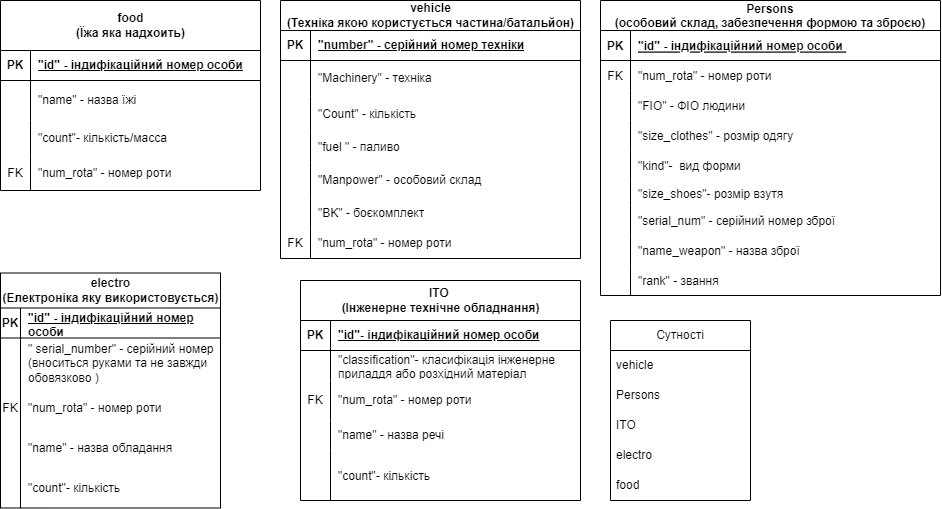 food
(Їжа яка надхоить)
PK "id" - індифікаційний номер особи
"name" - назва їжі
"count"- кількість/масса
FK "num_rota" - номер роти
vehicle
(Техніка якою користується частина/батальйон)
PK "number" - серійний номер техніки
"Machinery" - техніка
"Count" - кількість
"fuel " - паливо
"Manpower" - особовий склад
"BK" - боєкомплект
FK "num_rota" - номер роти
Persons
(особовий склад, забезпечення формою та зброєю)
PK "id" - індифікаційний номер особи
FK "num_rota" - номер роти
"FIO" - ФІО людини
"size_clothes" - розмір одягу
"kind"- вид форми
"size_shoes"- розмір взутя
"serial_num" - серійний номер зброї
"name_weapon" - назва зброї
"rank" - звання
electro
(Електроніка яку використовується)
PK "id" - індифікаційний номер
особи
" serial_number" - серійний номер
(вноситься руками та не завжди
обовязково )
FK "num_rota" - номер роти
"name" - назва обладання
"count"- кількість
ІТО
(Інженерне технічне обладнання)
PK "id"- індифікаційний номер особи
"classification"- класифікація інженерне
приладдя або розхідний матеріал
FK "num_rota" - номер роти
"name" - назва речі
"count"- кількість
Сутності
vehicle
Persons
ІТО
electro
food